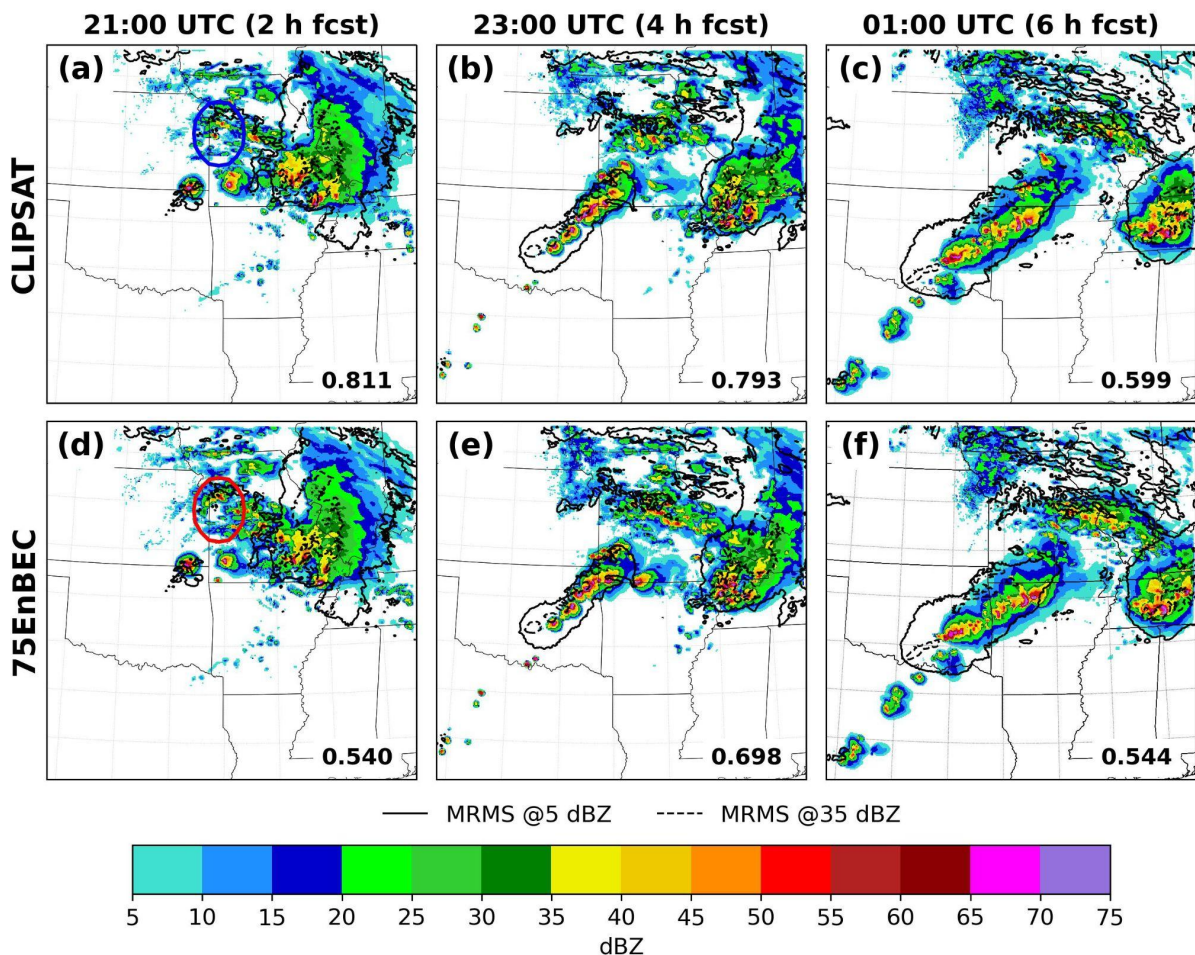 21:00 UTC (2 h fcst) 23:00 UTC (4 h fcst) 01:00 UTC (6 h fcst)
CLIPSAT
(a) (b) (c)
0.811 0.793 0.599
75EnBEC
(d) (e) (f)
0.540 0.698 0.544
MRMS @5 dBZ MRMS @35 dBZ
5 10 15 20 25 30 35 40 45 50 55 60 65 70 75
dBZ